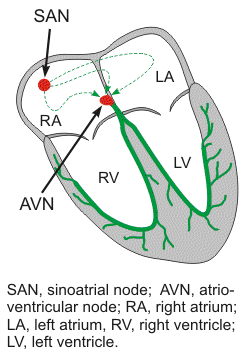 SAN
LA
RA
AVN
RV
LV
SAN, sinoatrial node; AVN, atrio-
ventricular node; RA, right atrium;
LA, left atrium, RV, right ventricle;
LV, left ventricle.